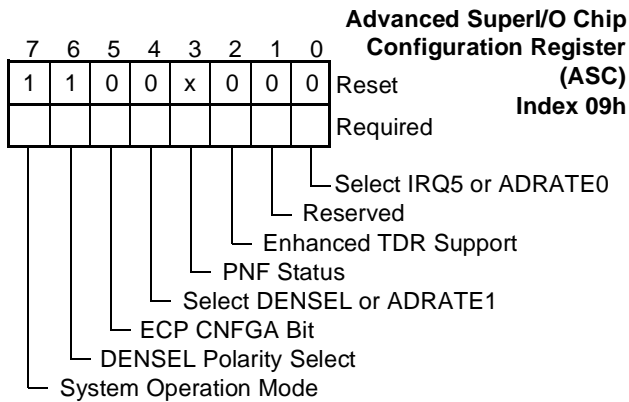 Advanced SuperI/O Chip
Configuration Register
(ASC)
Index 09h
7 6 5 4 3 2 1 0
1 1 0 0 x 0 0 0 Reset
Required
Select IRQ5 or ADRATE0
Reserved
Enhanced TDR Support
PNF Status
Select DENSEL or ADRATE1
ECP CNFGA Bit
DENSEL Polarity Select
System Operation Mode